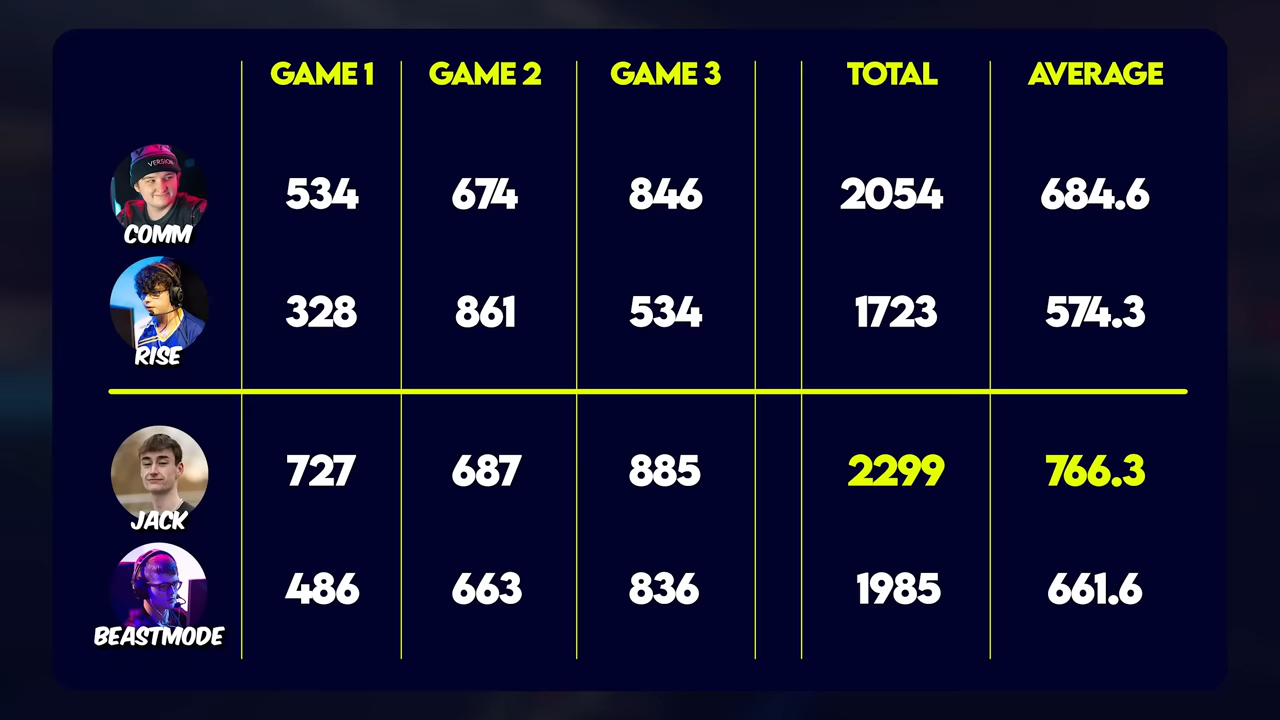 GAME 1 GAME 2 GAME 3 TOTAL AVERAGE
VERSION
COMM 534 674 846 2054 684.6
RISE 328 861 534 1723 574.3
JACK 727 687 885 2299 766.3
BEASTMODE 486 663 836 1985 661.6